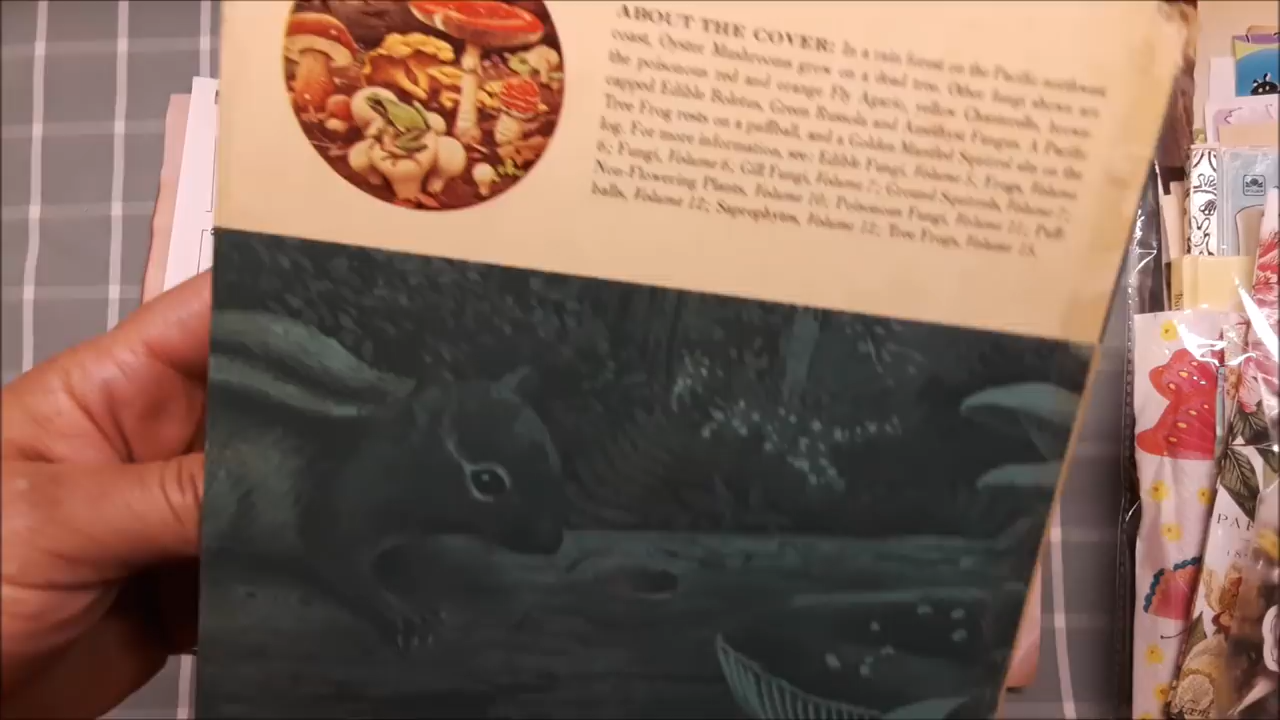 ABOUT THE COVER: In a rain forest on the Pacific northwest
coast, Oyster Mushrooms grow on a dead tree. Other fungi shown are
the poisonous red and orange Fly Agaric, yellow Chanterelle, brown-
capped Edible Boletus, Green Russula and Amethyst Fungus. A Pacific
Tree Frog rests on a puffball, and a Golden Mantled Squirrel sits on the
log. For more information, see: Edible Fungi, Volume 5; Frogs, Volume
6; Fungi, Volume 6; Gill Fungi, Volume 7; Ground Squirrels, Volume 7;
Non-Flowering Plants, Volume 10; Poisonous Fungi, Volume 11; Puff-
balls, Volume 12; Saprophytes, Volume 12; Tree Frogs, Volume 15.